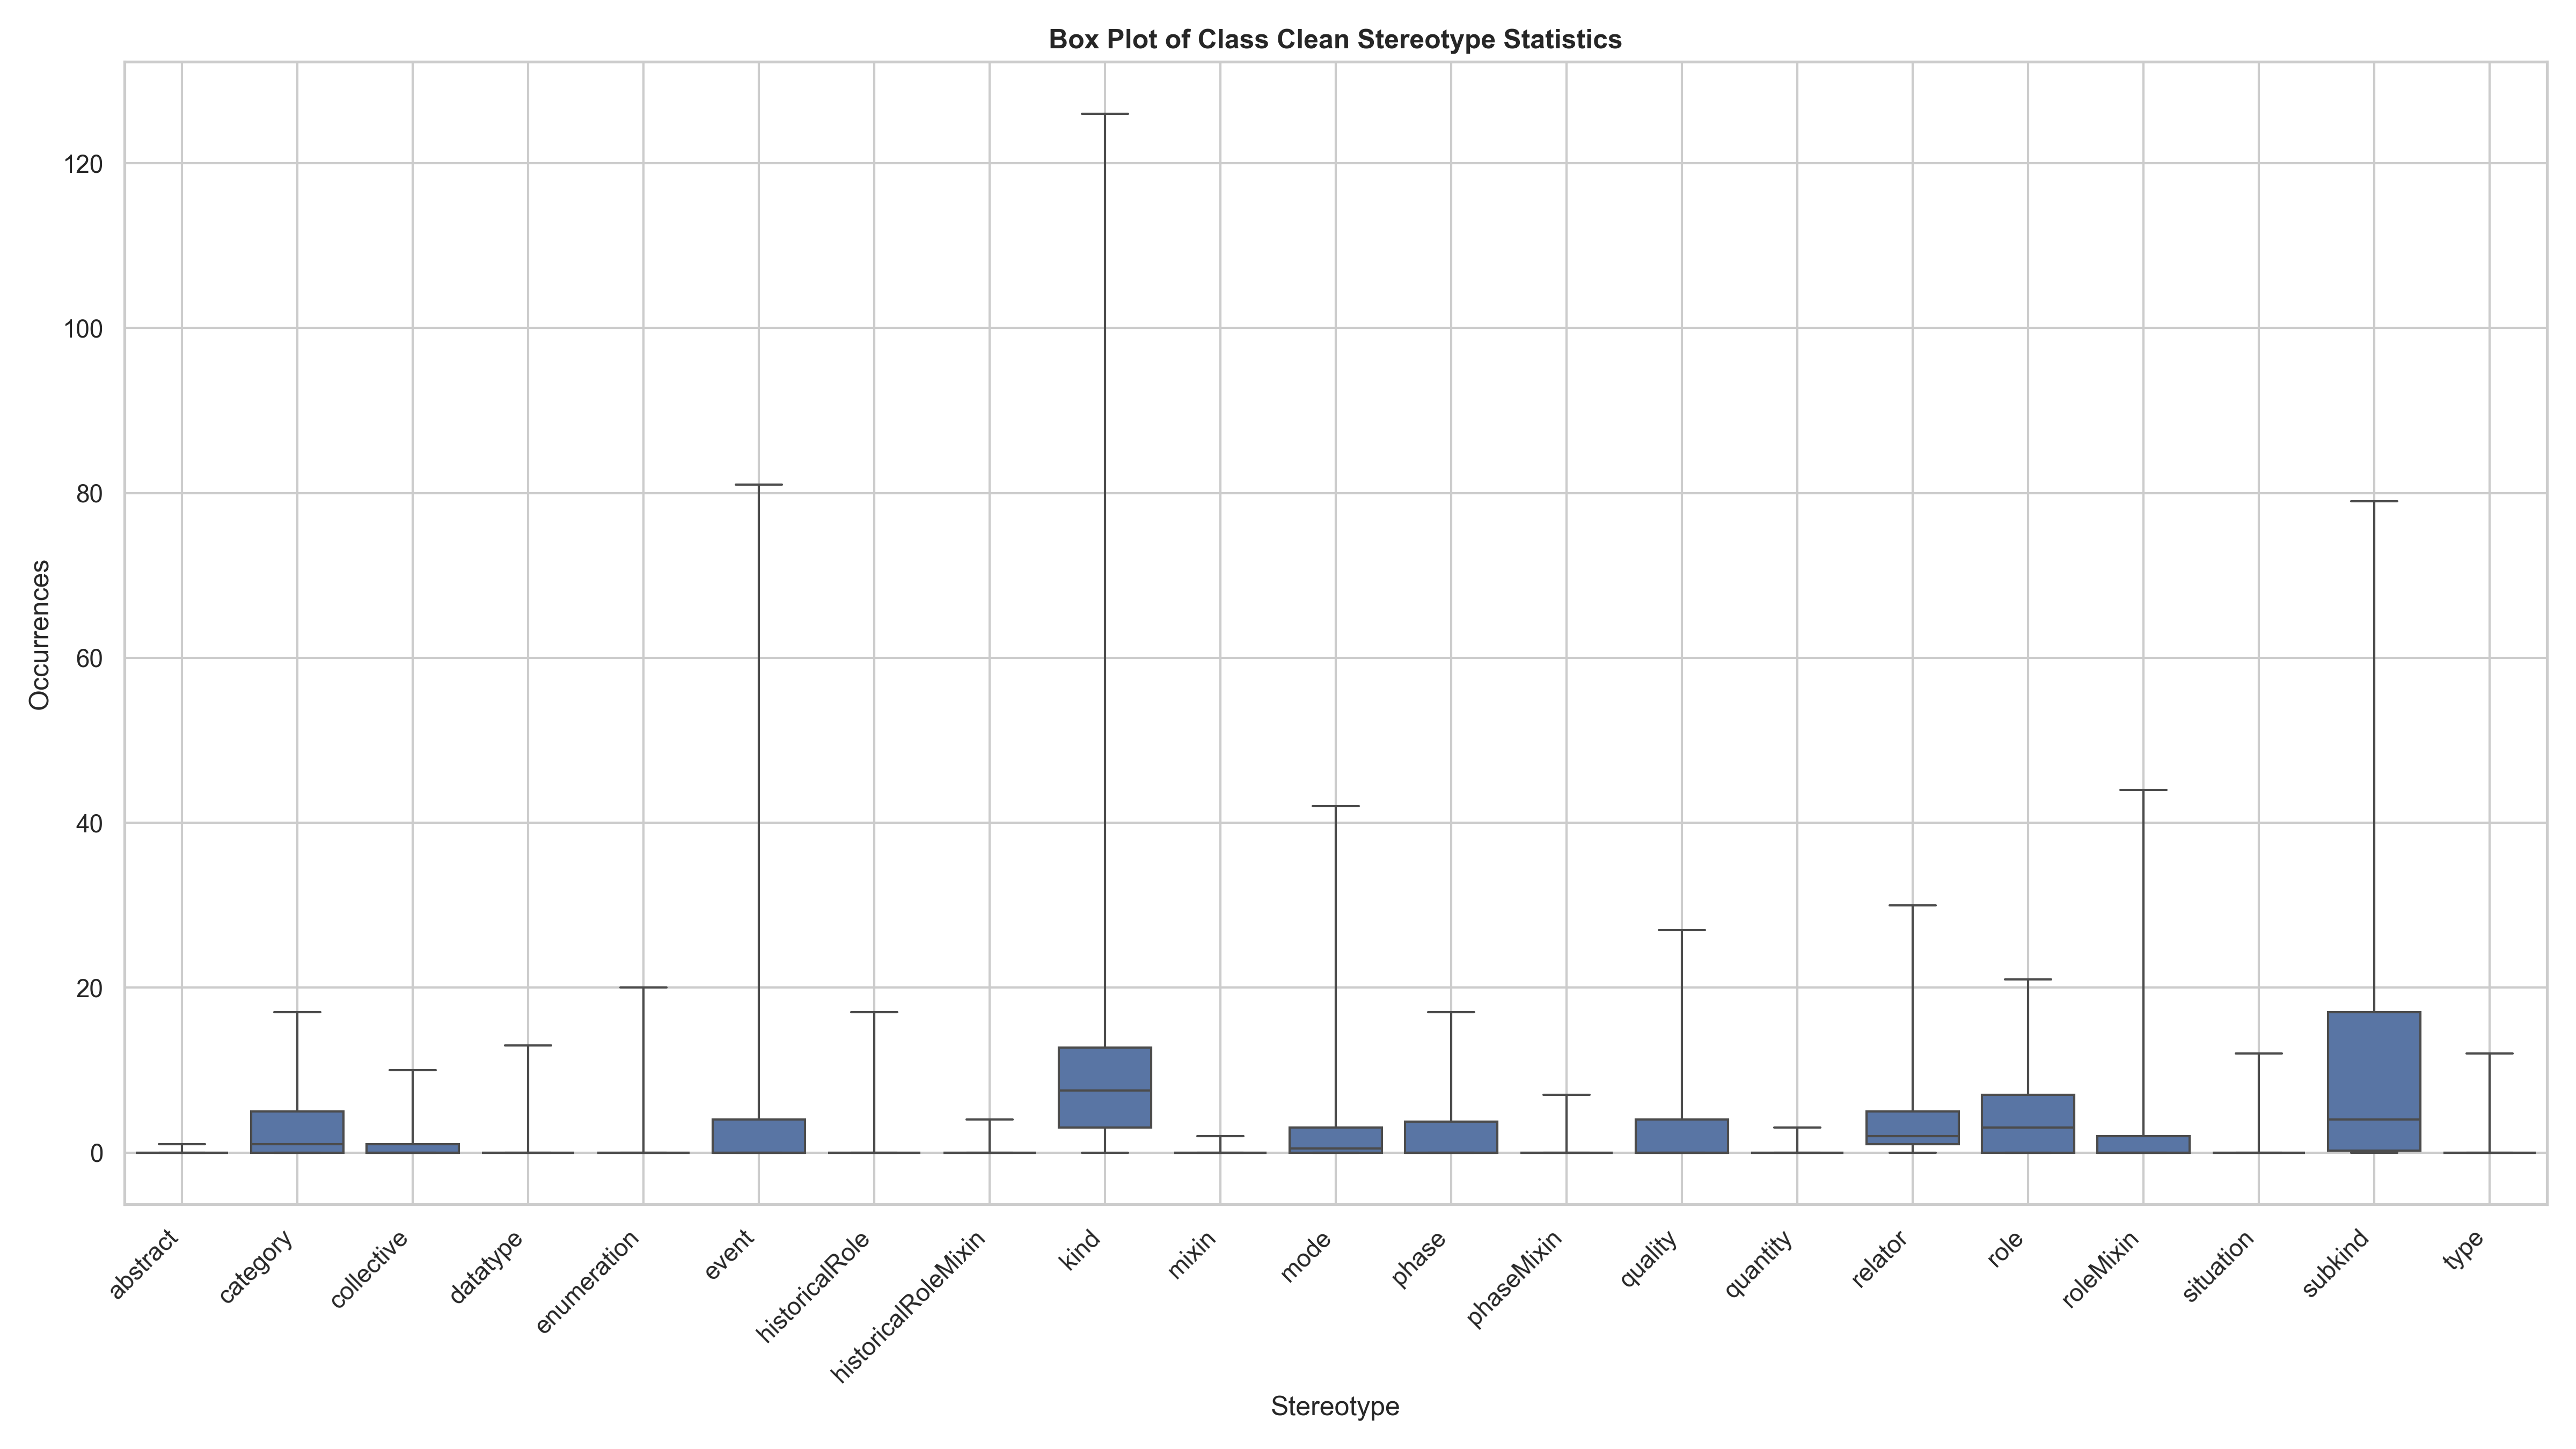 Box Plot of Class Clean Stereotype Statistics
Occurrences
120
100
80
60
40
20
0
abstract
category
collective
datatype
enumeration
event
historicalRole
historicalRoleMixin
kind
mixin
mode
phase
phaseMixin
quality
quantity
relator
role
roleMixin
situation
subkind
type
Stereotype